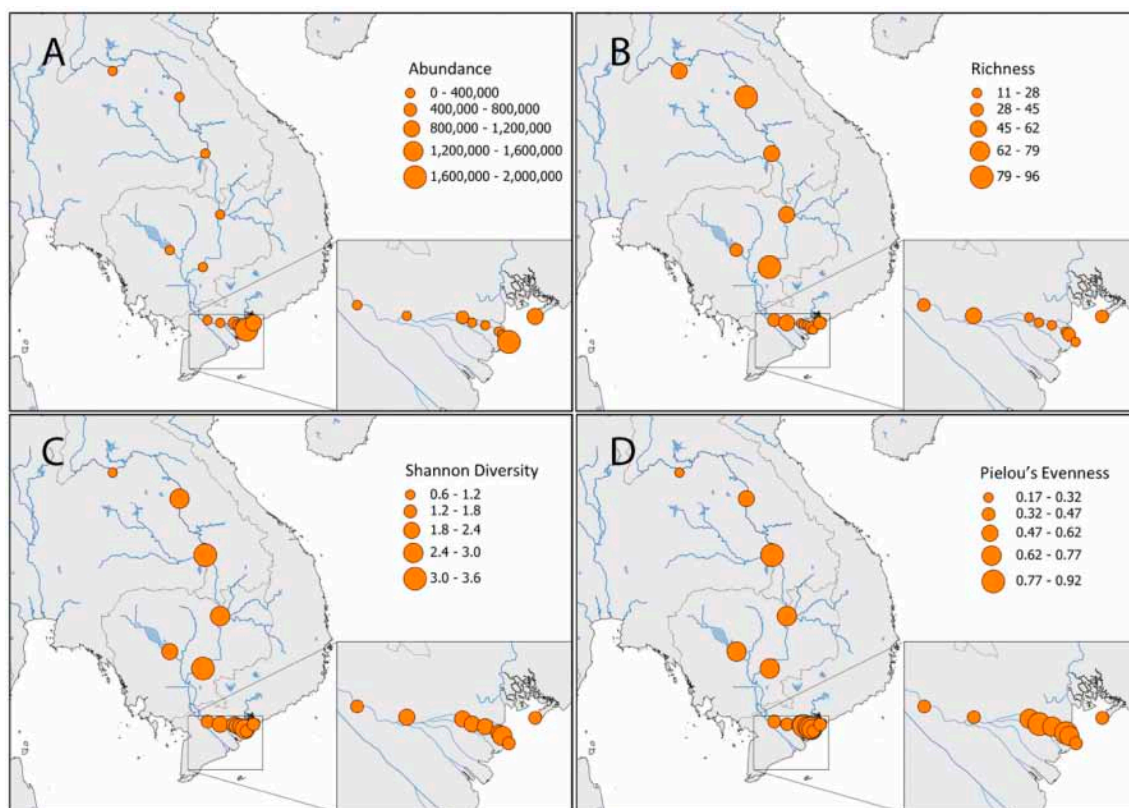 A
Abundance
0 - 400,000
400,000 - 800,000
800,000 - 1,200,000
1,200,000 - 1,600,000
1,600,000 - 2,000,000
B
Richness
11 - 28
28 - 45
45 - 62
62 - 79
79 - 96
C
Shannon Diversity
0.6 - 1.2
1.2 - 1.8
1.8 - 2.4
2.4 - 3.0
3.0 - 3.6
D
Pielou's Evenness
0.17 - 0.32
0.32 - 0.47
0.47 - 0.62
0.62 - 0.77
0.77 - 0.92